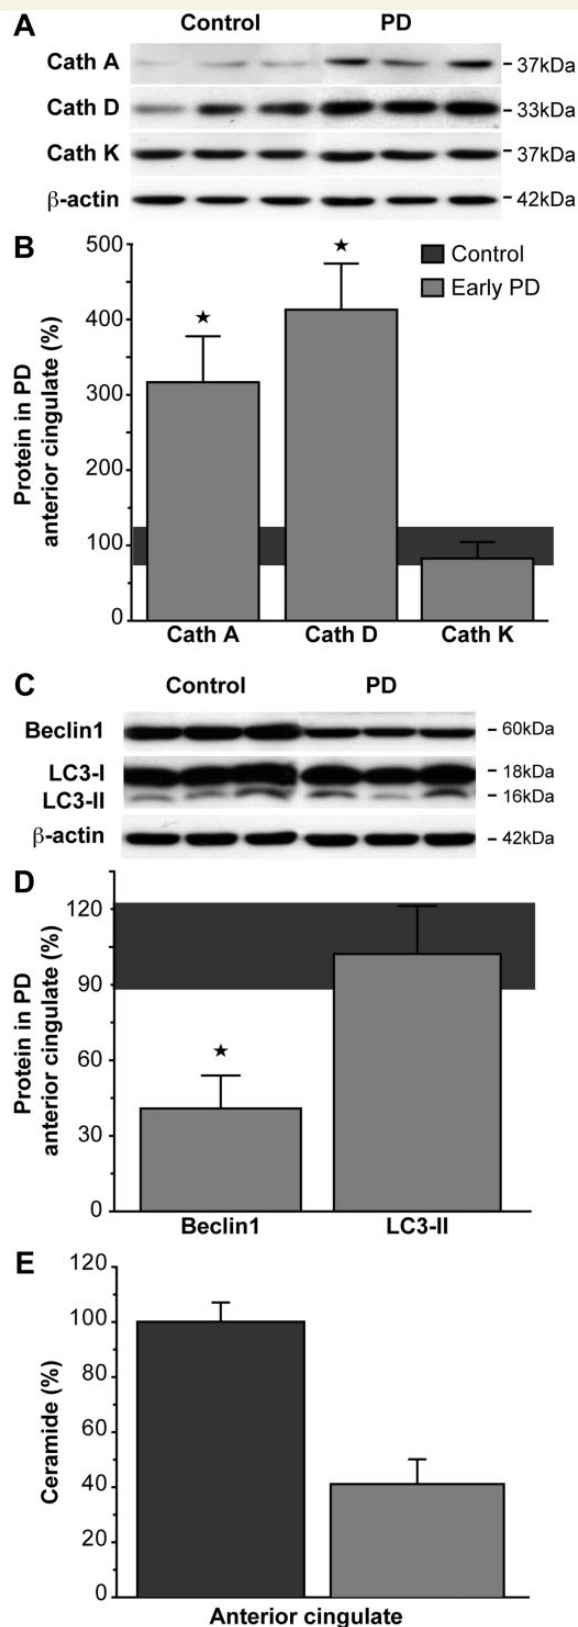 A
Control PD
Cath A - 37kDa
Cath D - 33kDa
Cath K - 37kDa
β-actin - 42kDa
B
Protein in PD
anterior cingulate (%)
500
400
300
200
100
0
★ ★
Control
Early PD
Cath A Cath D Cath K
C
Control PD
Beclin1 - 60kDa
LC3-I - 18kDa
LC3-II - 16kDa
β-actin - 42kDa
D
Protein in PD
anterior cingulate (%)
120
90
60
30
0
★
Beclin1 LC3-II
E
Ceramide (%)
120
100
80
60
40
20
0
Anterior cingulate